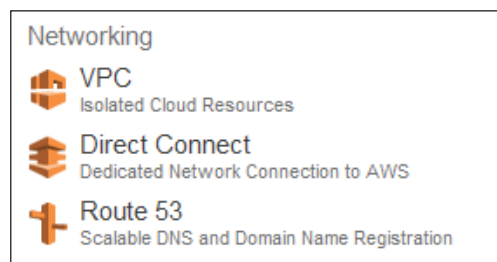 Networking
VPC
Isolated Cloud Resources
Direct Connect
Dedicated Network Connection to AWS
Route 53
Scalable DNS and Domain Name Registration